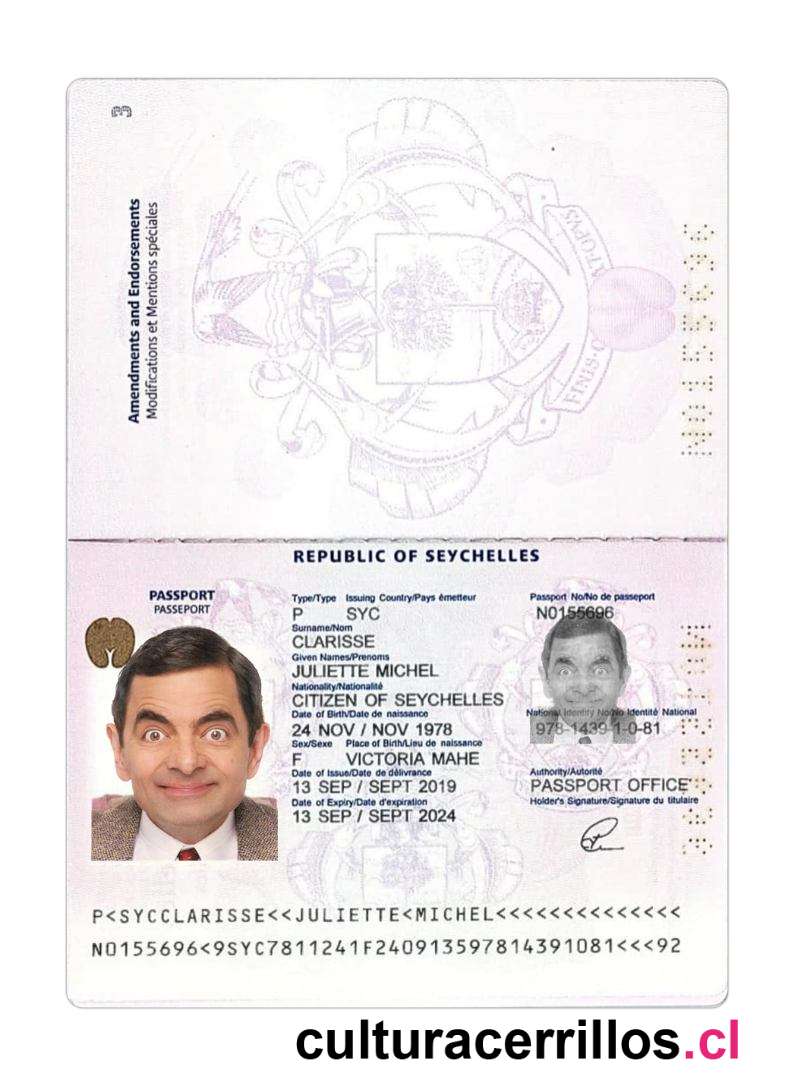 3
Amendments and Endorsements
Modifications et Mentions spéciales
FINIS
REPUBLIC OF SEYCHELLES
PASSPORT
PASSEPORT
Type/Type Issuing Country/Pays émetteur
P SYC
Passport No/No de passeport
N0155696
Surname/Nom
CLARISSE
Given Names/Prenoms
JULIETTE MICHEL
Nationality/Nationalité
CITIZEN OF SEYCHELLES
Date of Birth/Date de naissance
24 NOV / NOV 1978
National Identity No/No Identité National
978-1439-1-0-81
Sex/Sexe Place of Birth/Lieu de naissance
F VICTORIA MAHE
Date of Issue/Date de délivrance
13 SEP / SEPT 2019
Authority/Autorité
PASSPORT OFFICE
Date of Expiry/Date d'expiration
13 SEP / SEPT 2024
Holder's Signature/Signature du titulaire
P<SYCCLARISSE<<JULIETTE<MICHEL<<<<<<<<<<<<<<
N0155696<9SYC7811241F240913597814391081<<<92
culturacerrillos.cl